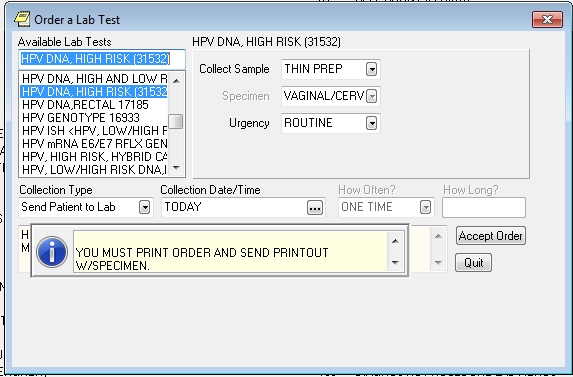 Order a Lab Test
Available Lab Tests
HPV DNA, HIGH RISK (31532)
HPV DNA, HIGH RISK (31532)
HPV DNA, HIGH AND LOW R
HPV DNA, HIGH RISK (31532
HPV DNA,RECTAL 17185
HPV GENOTYPE 16933
HPV ISH <HPV, LOW/HIGH F
HPV mRNA E6/E7 RFLX GEN
HPV, HIGH RISK, HYBRID CA
HPV, LOW/HIGH RISK DNA,I
Collect Sample THIN PREP
Specimen VAGINAL/CERV
Urgency ROUTINE
Collection Type Collection Date/Time How Often? How Long?
Send Patient to Lab TODAY ... ONE TIME
YOU MUST PRINT ORDER AND SEND PRINTOUT
W/SPECIMEN.
Accept Order
Quit